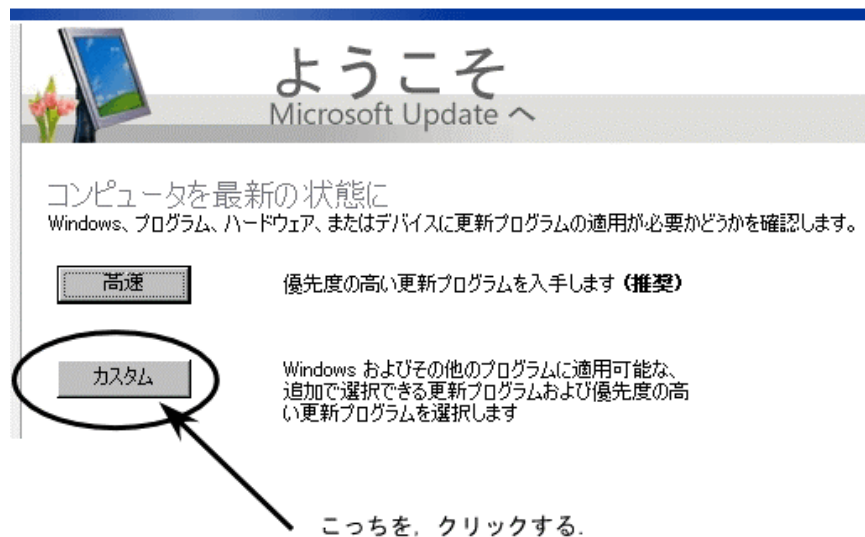 ようこそ
Microsoft Update へ
コンピュータを最新の状態に
Windows、プログラム、ハードウェア、またはデバイスに更新プログラムの適用が必要かどうかを確認します。
高速
優先度の高い更新プログラムを入手します (推奨)
カスタム
Windows およびその他のプログラムに適用可能な、
追加で選択できる更新プログラムおよび優先度の高
い更新プログラムを選択します
こっちを, クリックする.